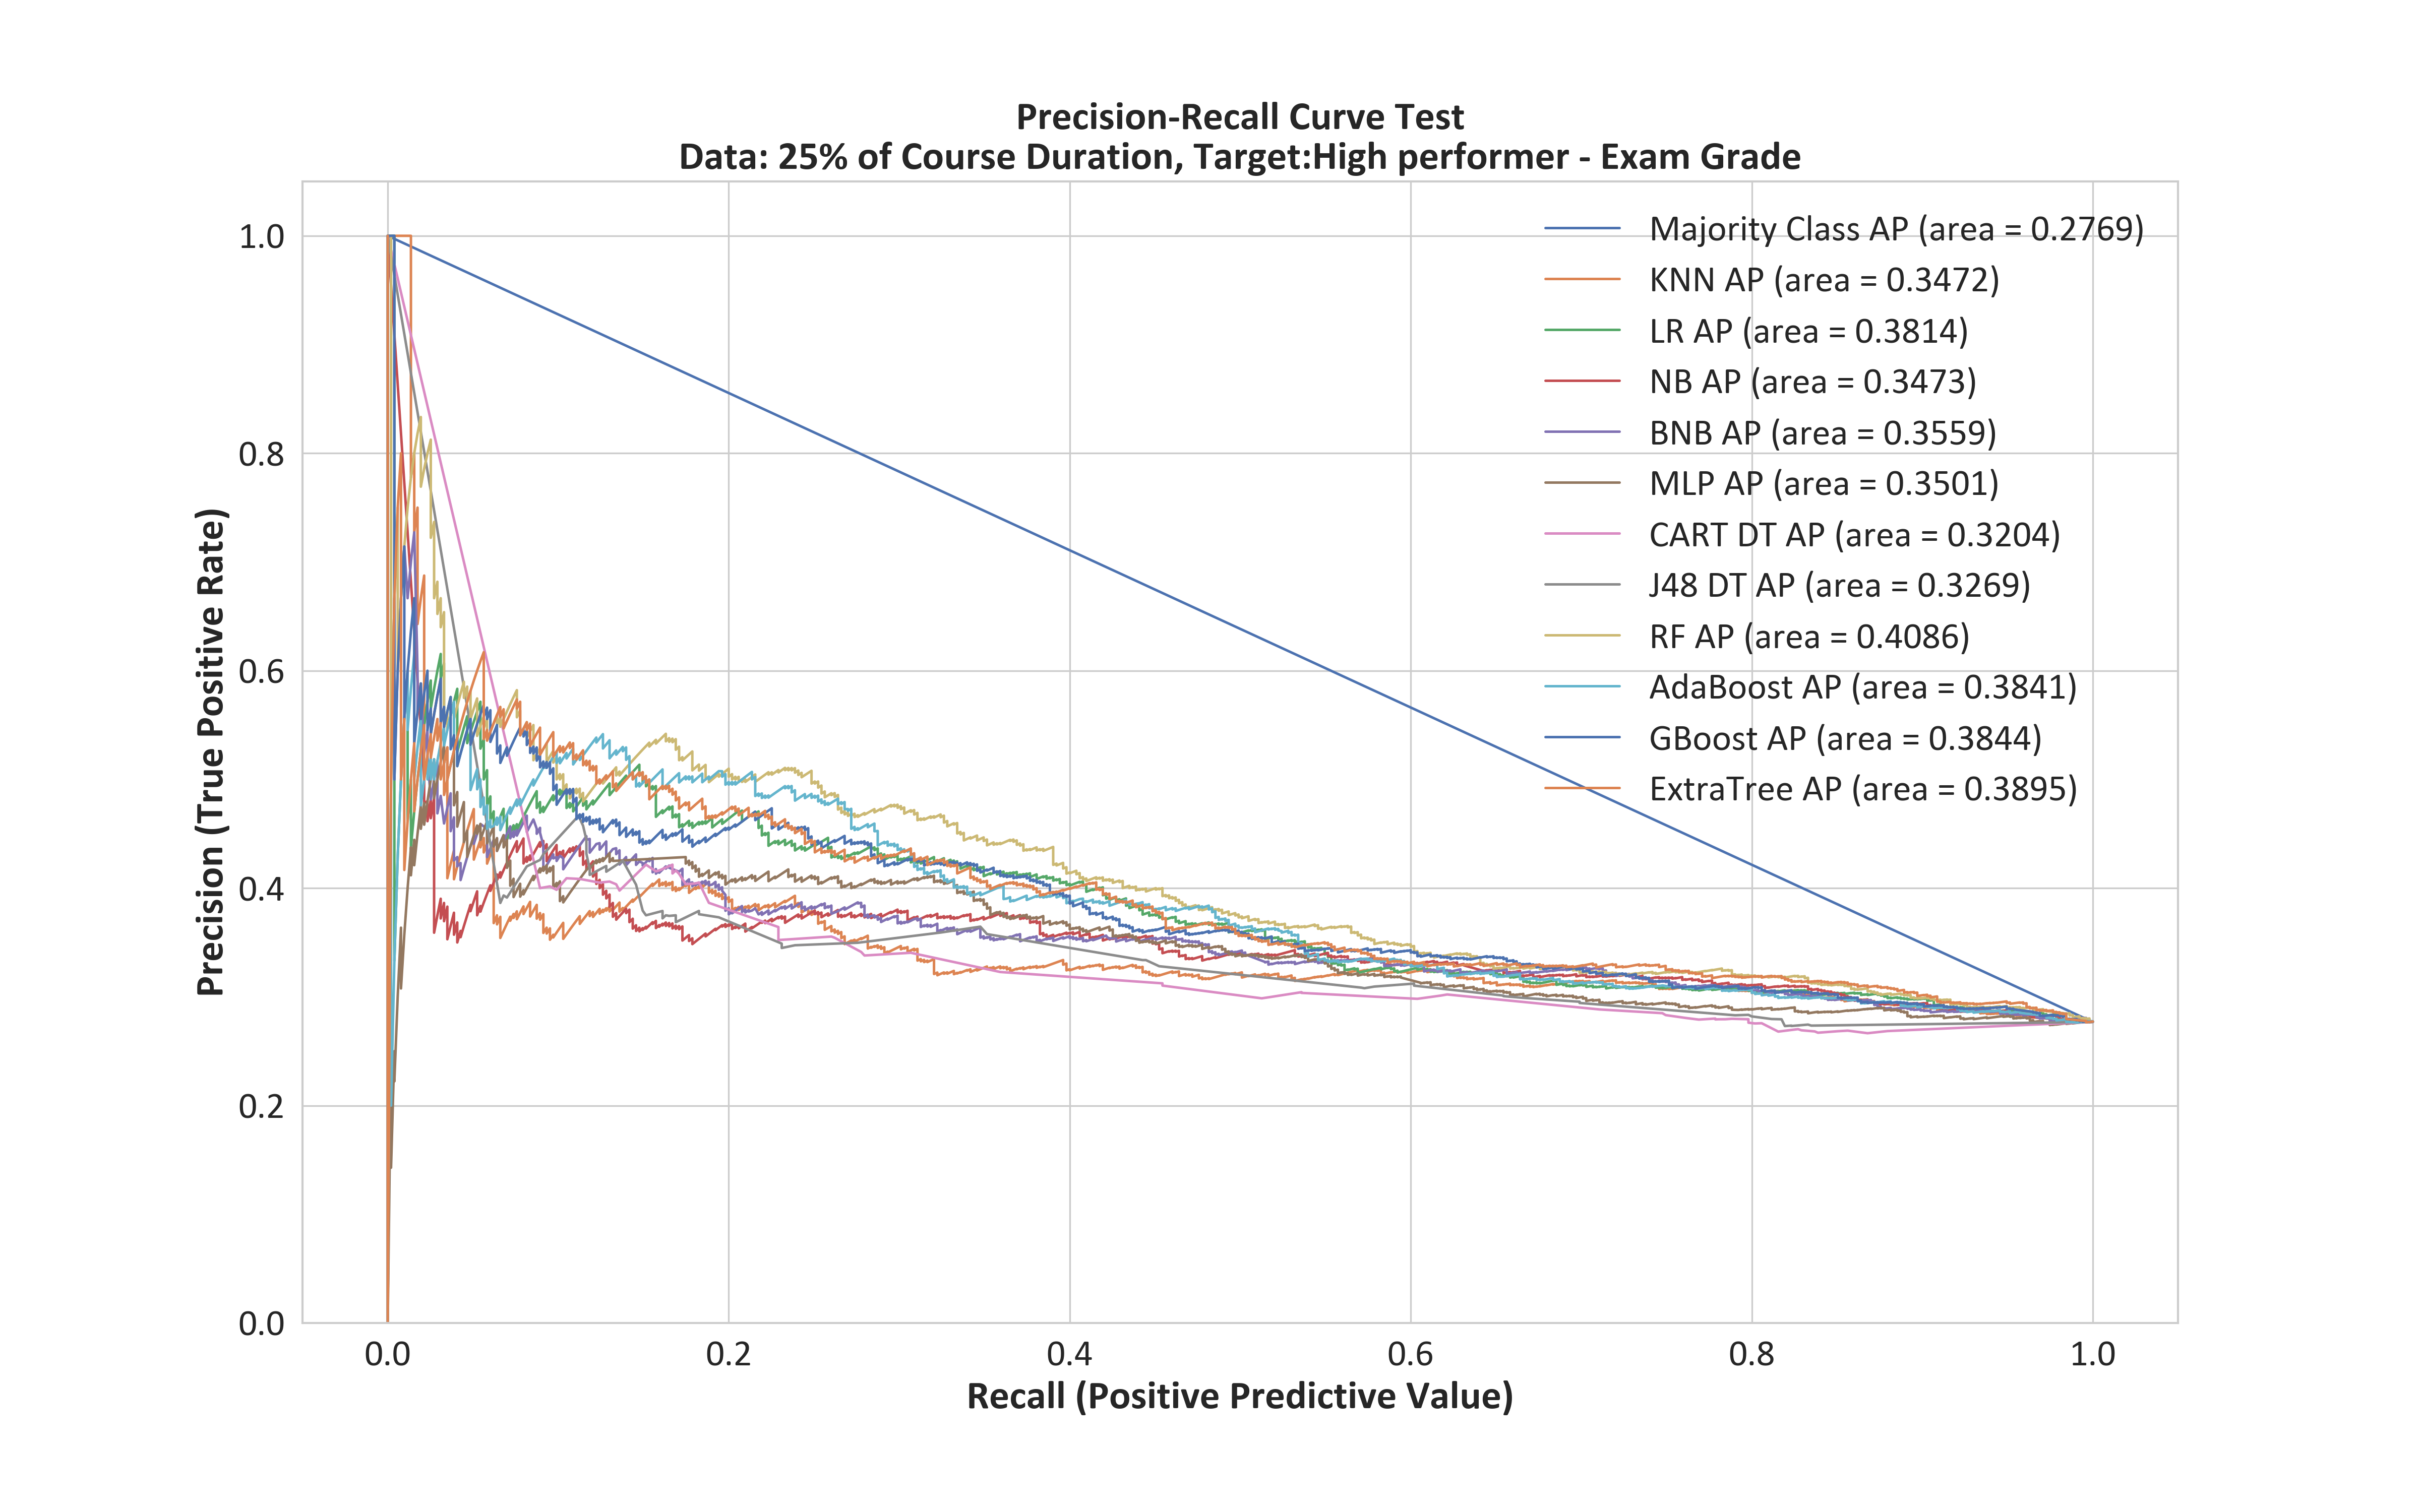 Precision-Recall Curve Test
Data: 25% of Course Duration, Target:High performer - Exam Grade
Majority Class AP (area = 0.2769)
KNN AP (area = 0.3472)
LR AP (area = 0.3814)
NB AP (area = 0.3473)
BNB AP (area = 0.3559)
MLP AP (area = 0.3501)
CART DT AP (area = 0.3204)
J48 DT AP (area = 0.3269)
RF AP (area = 0.4086)
AdaBoost AP (area = 0.3841)
GBoost AP (area = 0.3844)
ExtraTree AP (area = 0.3895)
Precision (True Positive Rate)
1.0
0.8
0.6
0.4
0.2
0.0
0.0 0.2 0.4 0.6 0.8 1.0
Recall (Positive Predictive Value)